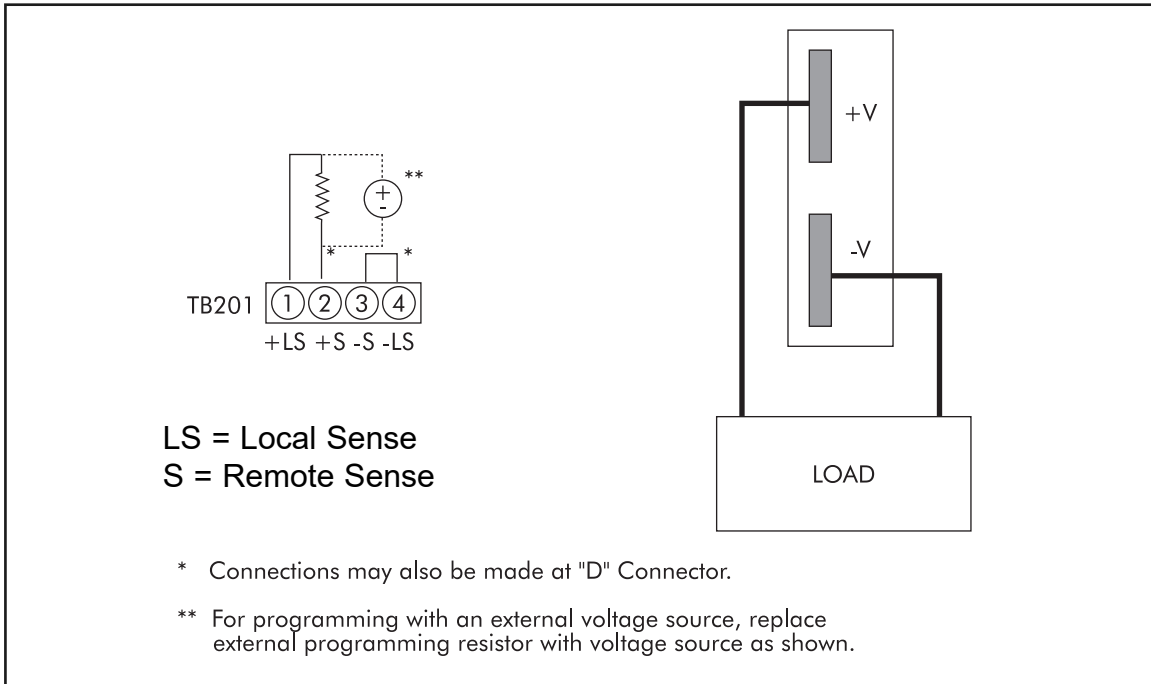 +V
-V
**
+
-
* *
TB201 1 2 3 4
+LS +S -S -LS
LS = Local Sense
S = Remote Sense
LOAD
* Connections may also be made at "D" Connector.
** For programming with an external voltage source, replace
external programming resistor with voltage source as shown.